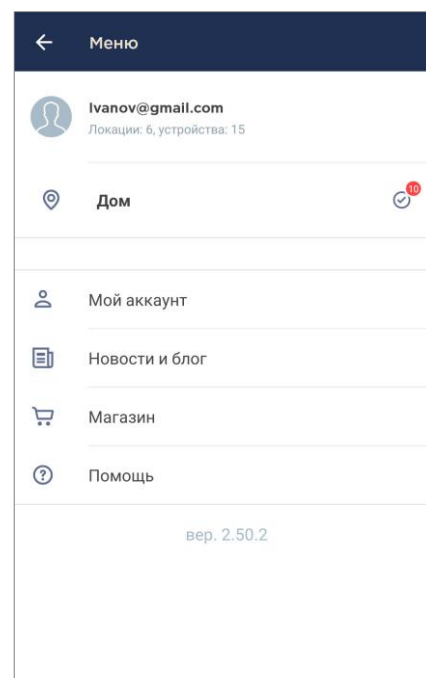 Меню
Ivanov@gmail.com
Локации: 6, устройства: 15
Дом
10
Мой аккаунт
Новости и блог
Магазин
Помощь
вер. 2.50.2